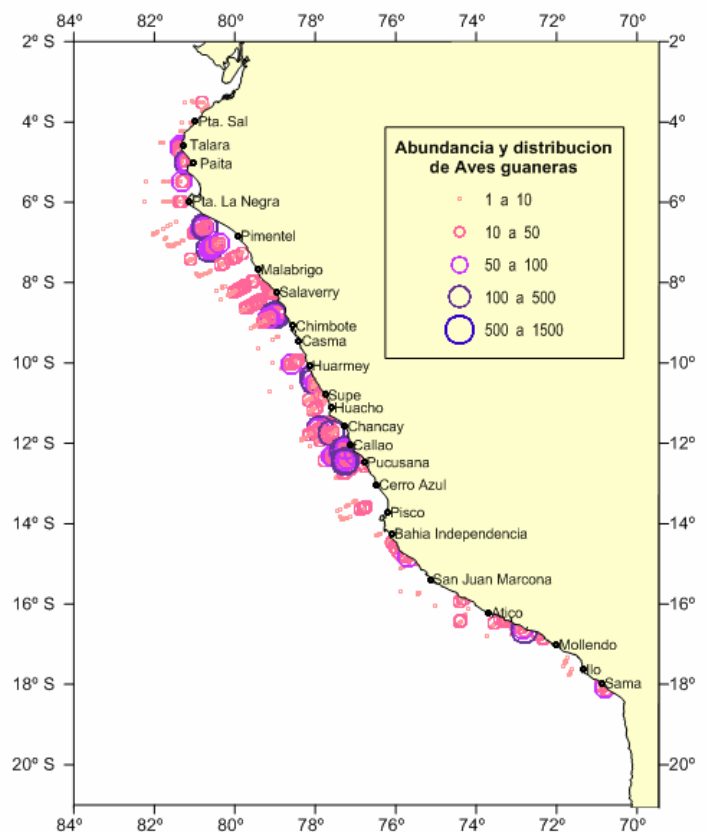 84º 82º 80º 78º 76º 74º 72º 70º
2º S 2º
4º S 4º
6º S 6º
8º S 8º
10º S 10º
12º S 12º
14º S 14º
16º S 16º
18º S 18º
20º S 20º
84º 82º 80º 78º 76º 74º 72º 70º
Abundancia y distribucion
de Aves guaneras
1 a 10
10 a 50
50 a 100
100 a 500
500 a 1500
Pta. Sal
Talara
Paita
Pta. La Negra
Pimentel
Malabrigo
Salaverry
Chimbote
Casma
Huarmey
Supe
Huacho
Chancay
Callao
Pucusana
Cerro Azul
Pisco
Bahia Independencia
San Juan Marcona
Atico
Mollendo
Ilo
Sama